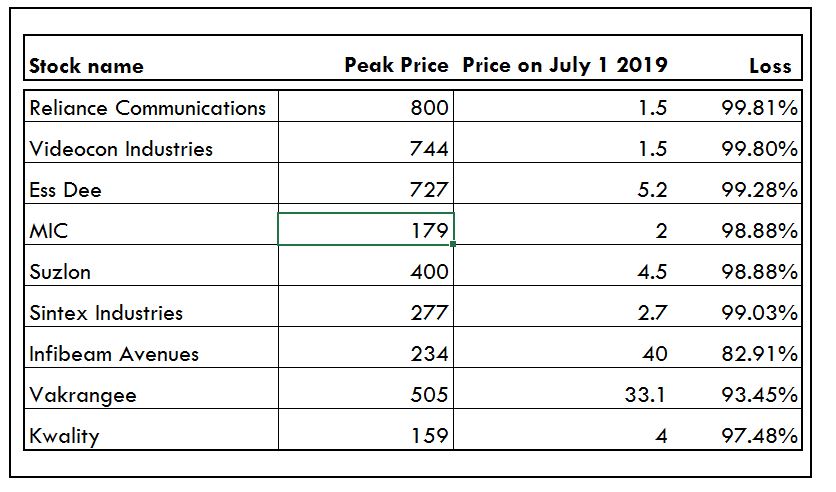 Stock name Peak Price Price on July 1 2019 Loss
Reliance Communications 800 1.5 99.81%
Videocon Industries 744 1.5 99.80%
Ess Dee 727 5.2 99.28%
MIC 179 2 98.88%
Suzlon 400 4.5 98.88%
Sintex Industries 277 2.7 99.03%
Infibeam Avenues 234 40 82.91%
Vakrangee 505 33.1 93.45%
Kwality 159 4 97.48%